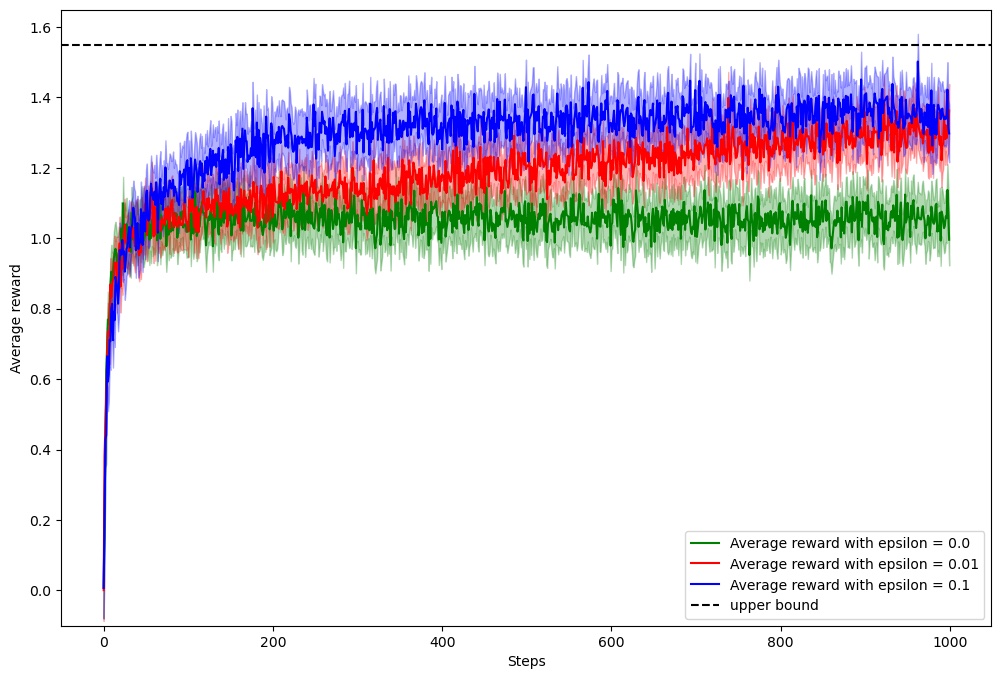 1.6
1.4
1.2
1.0
0.8
0.6
0.4
0.2
0.0
Average reward
0
200
400
600
800
1000
Steps
Average reward with epsilon = 0.0
Average reward with epsilon = 0.01
Average reward with epsilon = 0.1
upper bound